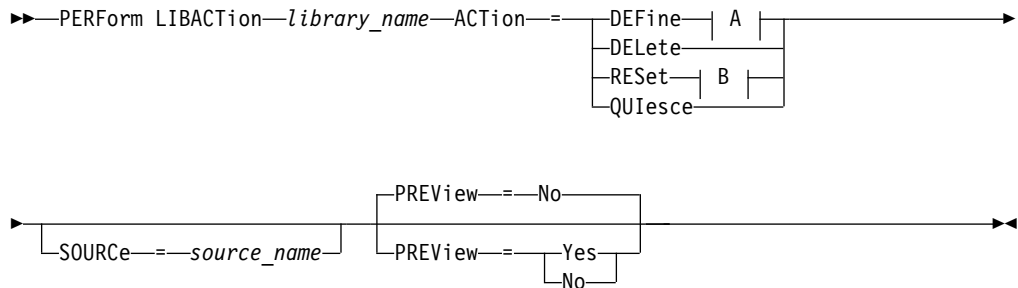 PERForm LIBACTion library_name ACTion = DEFine A
DELete
RESet B
QUIesce
PREView = No
SOURCe = source_name PREView = Yes
No